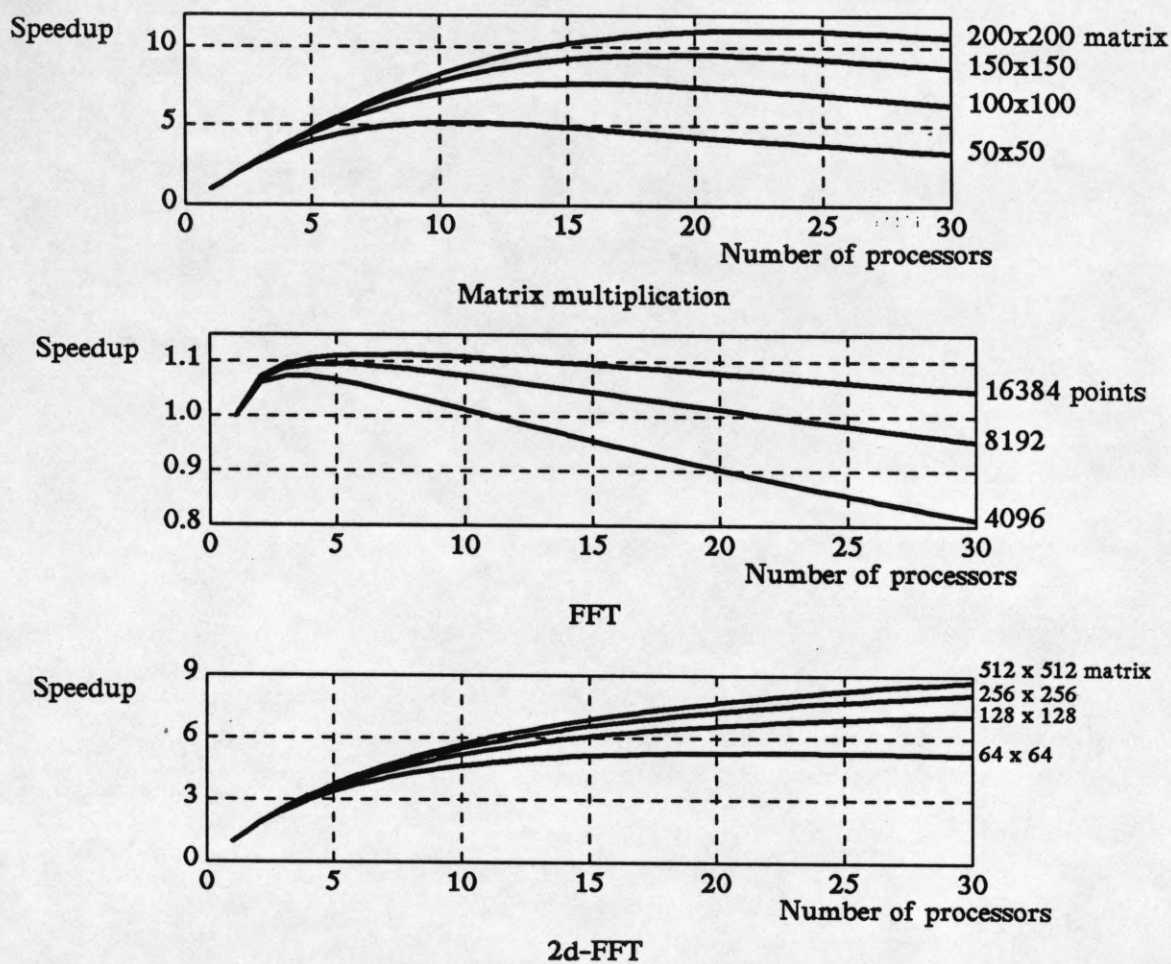 Speedup
10
5
0
200x200 matrix
150x150
100x100
50x50
0 5 10 15 20 25 30
Number of processors
Matrix multiplication
Speedup
1.1
1.0
0.9
0.8
16384 points
8192
4096
0 5 10 15 20 25 30
Number of processors
FFT
Speedup
9
6
3
0
512 x 512 matrix
256 x 256
128 x 128
64 x 64
0 5 10 15 20 25 30
Number of processors
2d-FFT